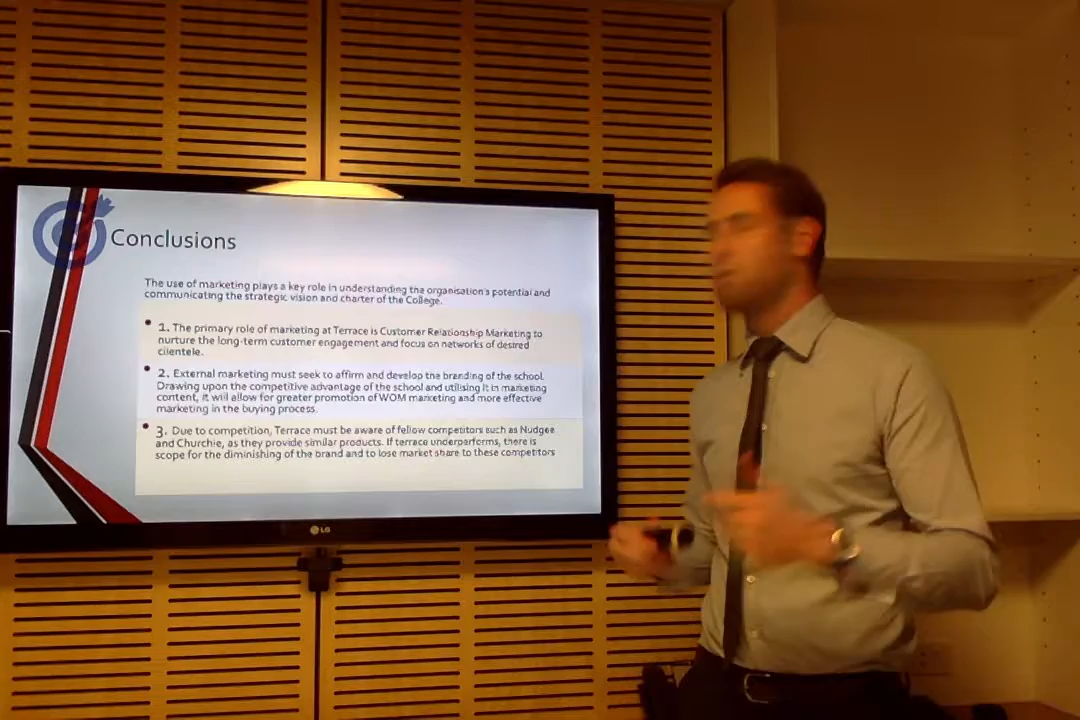 Conclusions
The use of marketing plays a key role in understanding the organisation's potential and
communicating the strategic vision and charter of the College.
1. The primary role of marketing at Terrace is Customer Relationship Marketing to
nurture the long-term customer engagement and focus on networks of desired
clientele.
2. External marketing must seek to affirm and develop the branding of the school.
Drawing upon the competitive advantage of the school and utilising it in marketing
content, it will allow for greater promotion of WOM marketing and more effective
marketing in the buying process.
3. Due to competition, Terrace must be aware of fellow competitors such as Nudgee
and Churchie, as they provide similar products. If terrace underperforms, there is
scope for the diminishing of the brand and to lose market share to these competitors
LG